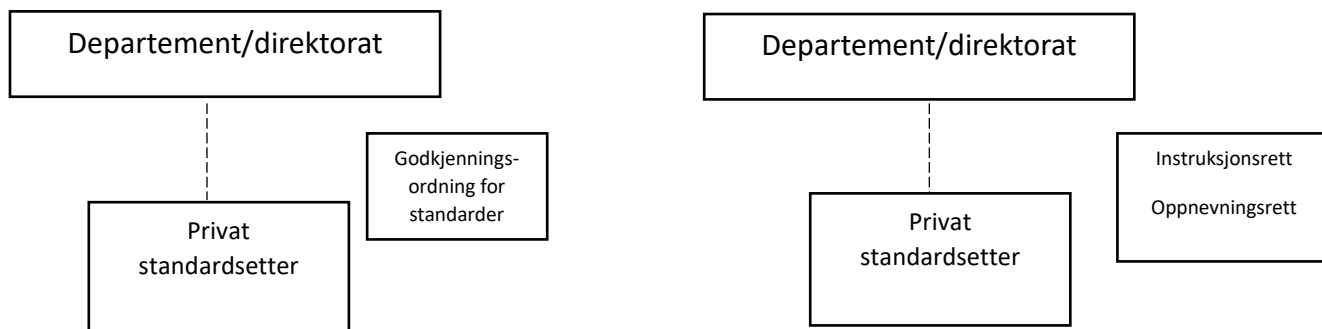 Departement/direktorat
Godkjennings-
ordning for
standarder
Privat
standardsetter
Departement/direktorat
Instruksjonsrett
Oppnevningsrett
Privat
standardsetter